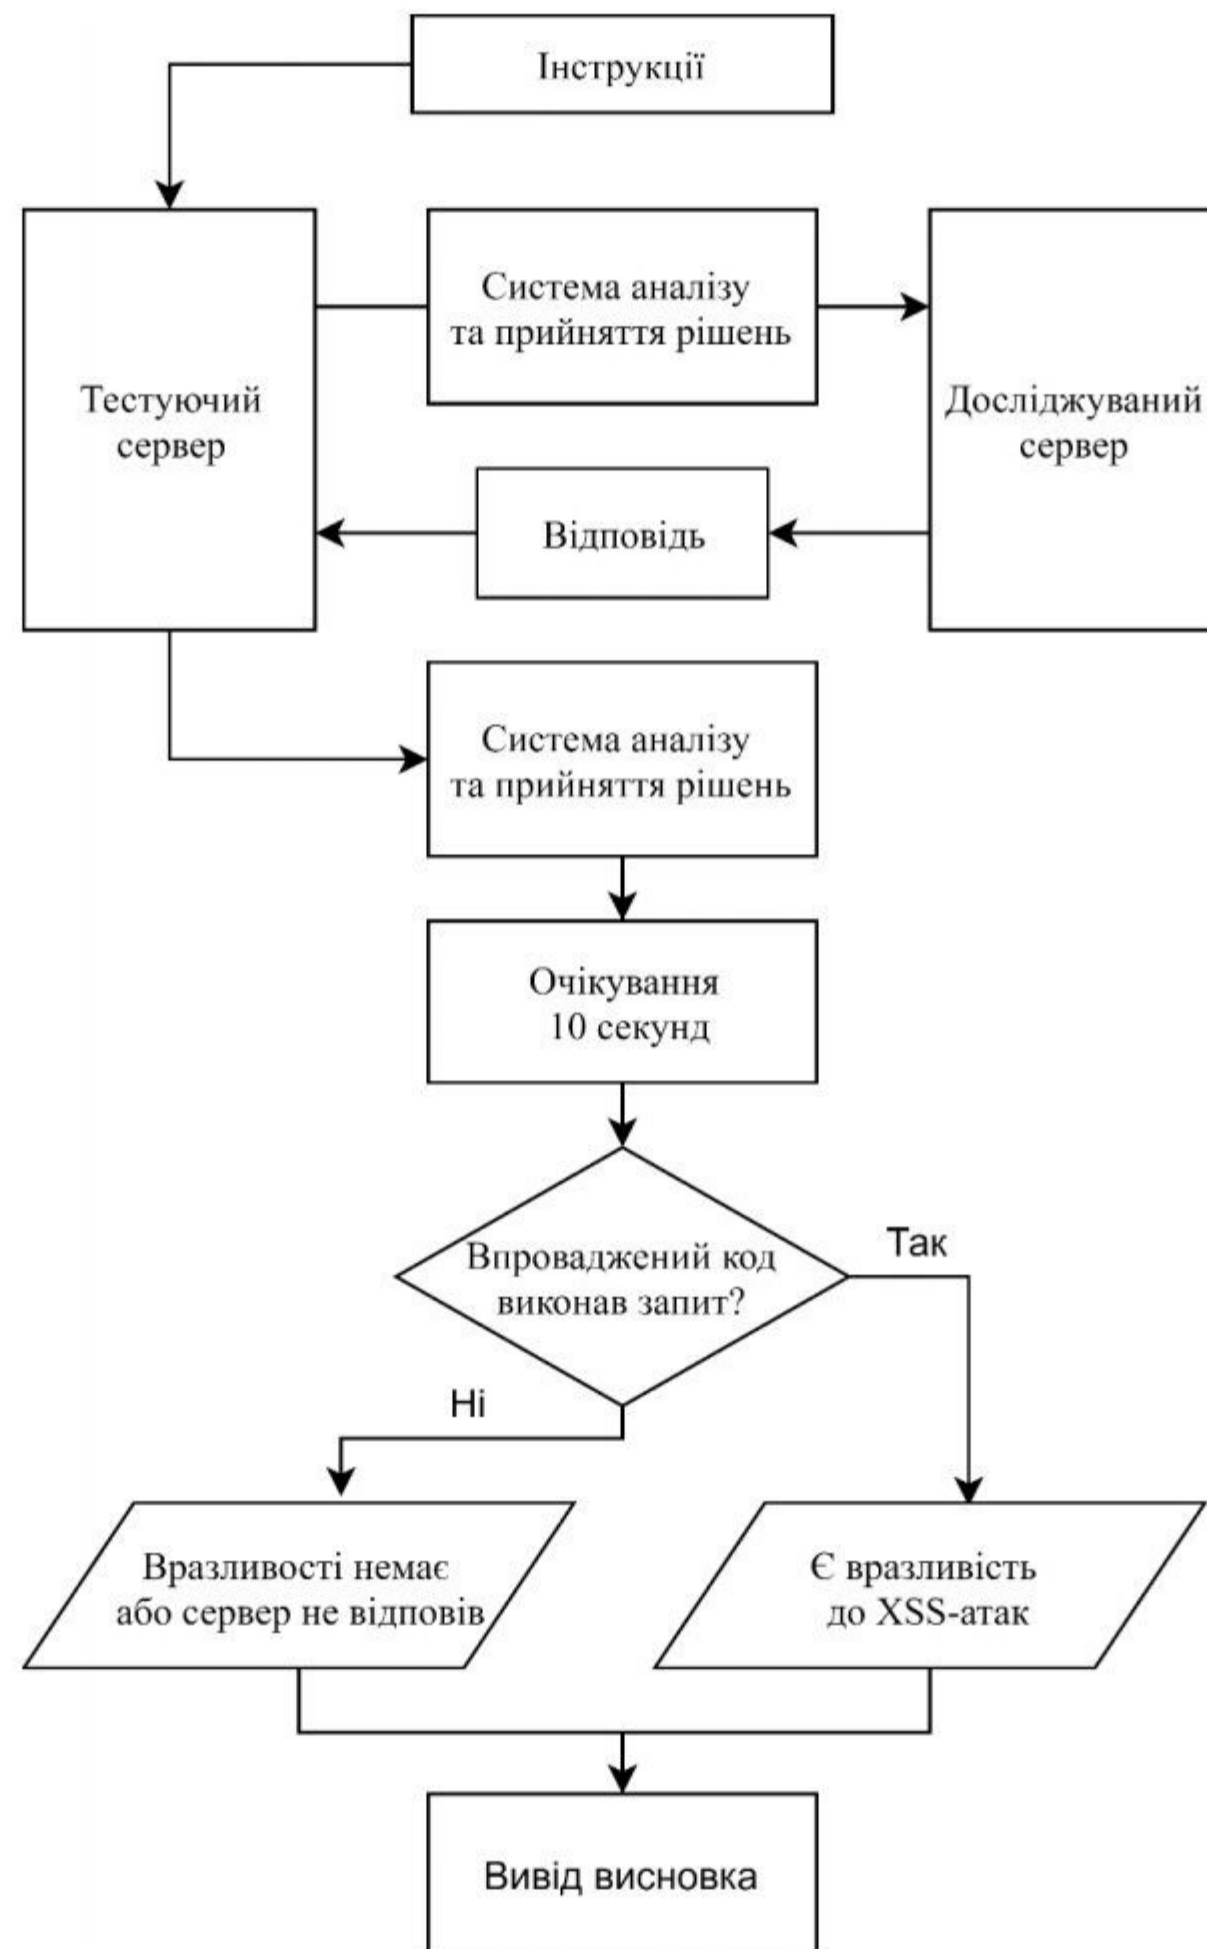 Інструкції
Система аналізу
та прийняття рішень
Тестуючий
сервер
Досліджуваний
сервер
Відповідь
Система аналізу
та прийняття рішень
Очікування
10 секунд
Впроваджений код
виконав запит?
Так
Ні
Вразливості немає
або сервер не відповів
Є вразливість
до XSS-атак
Вивід висновка